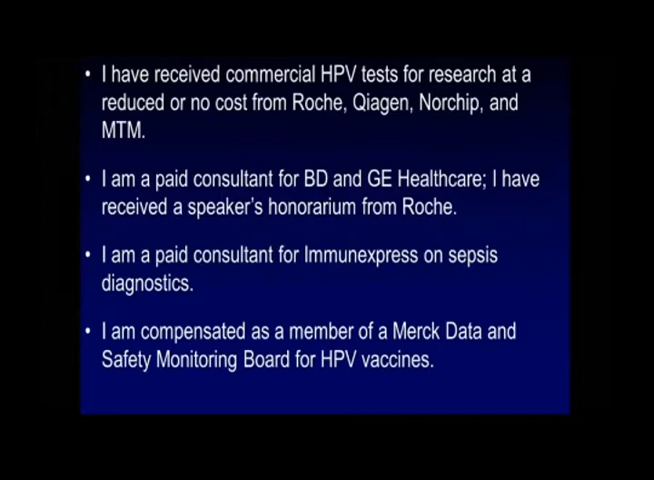 • I have received commercial HPV tests for research at a
reduced or no cost from Roche, Qiagen, Norchip, and
MTM.
• I am a paid consultant for BD and GE Healthcare; I have
received a speaker's honorarium from Roche.
• I am a paid consultant for Immunexpress on sepsis
diagnostics.
• I am compensated as a member of a Merck Data and
Safety Monitoring Board for HPV vaccines.